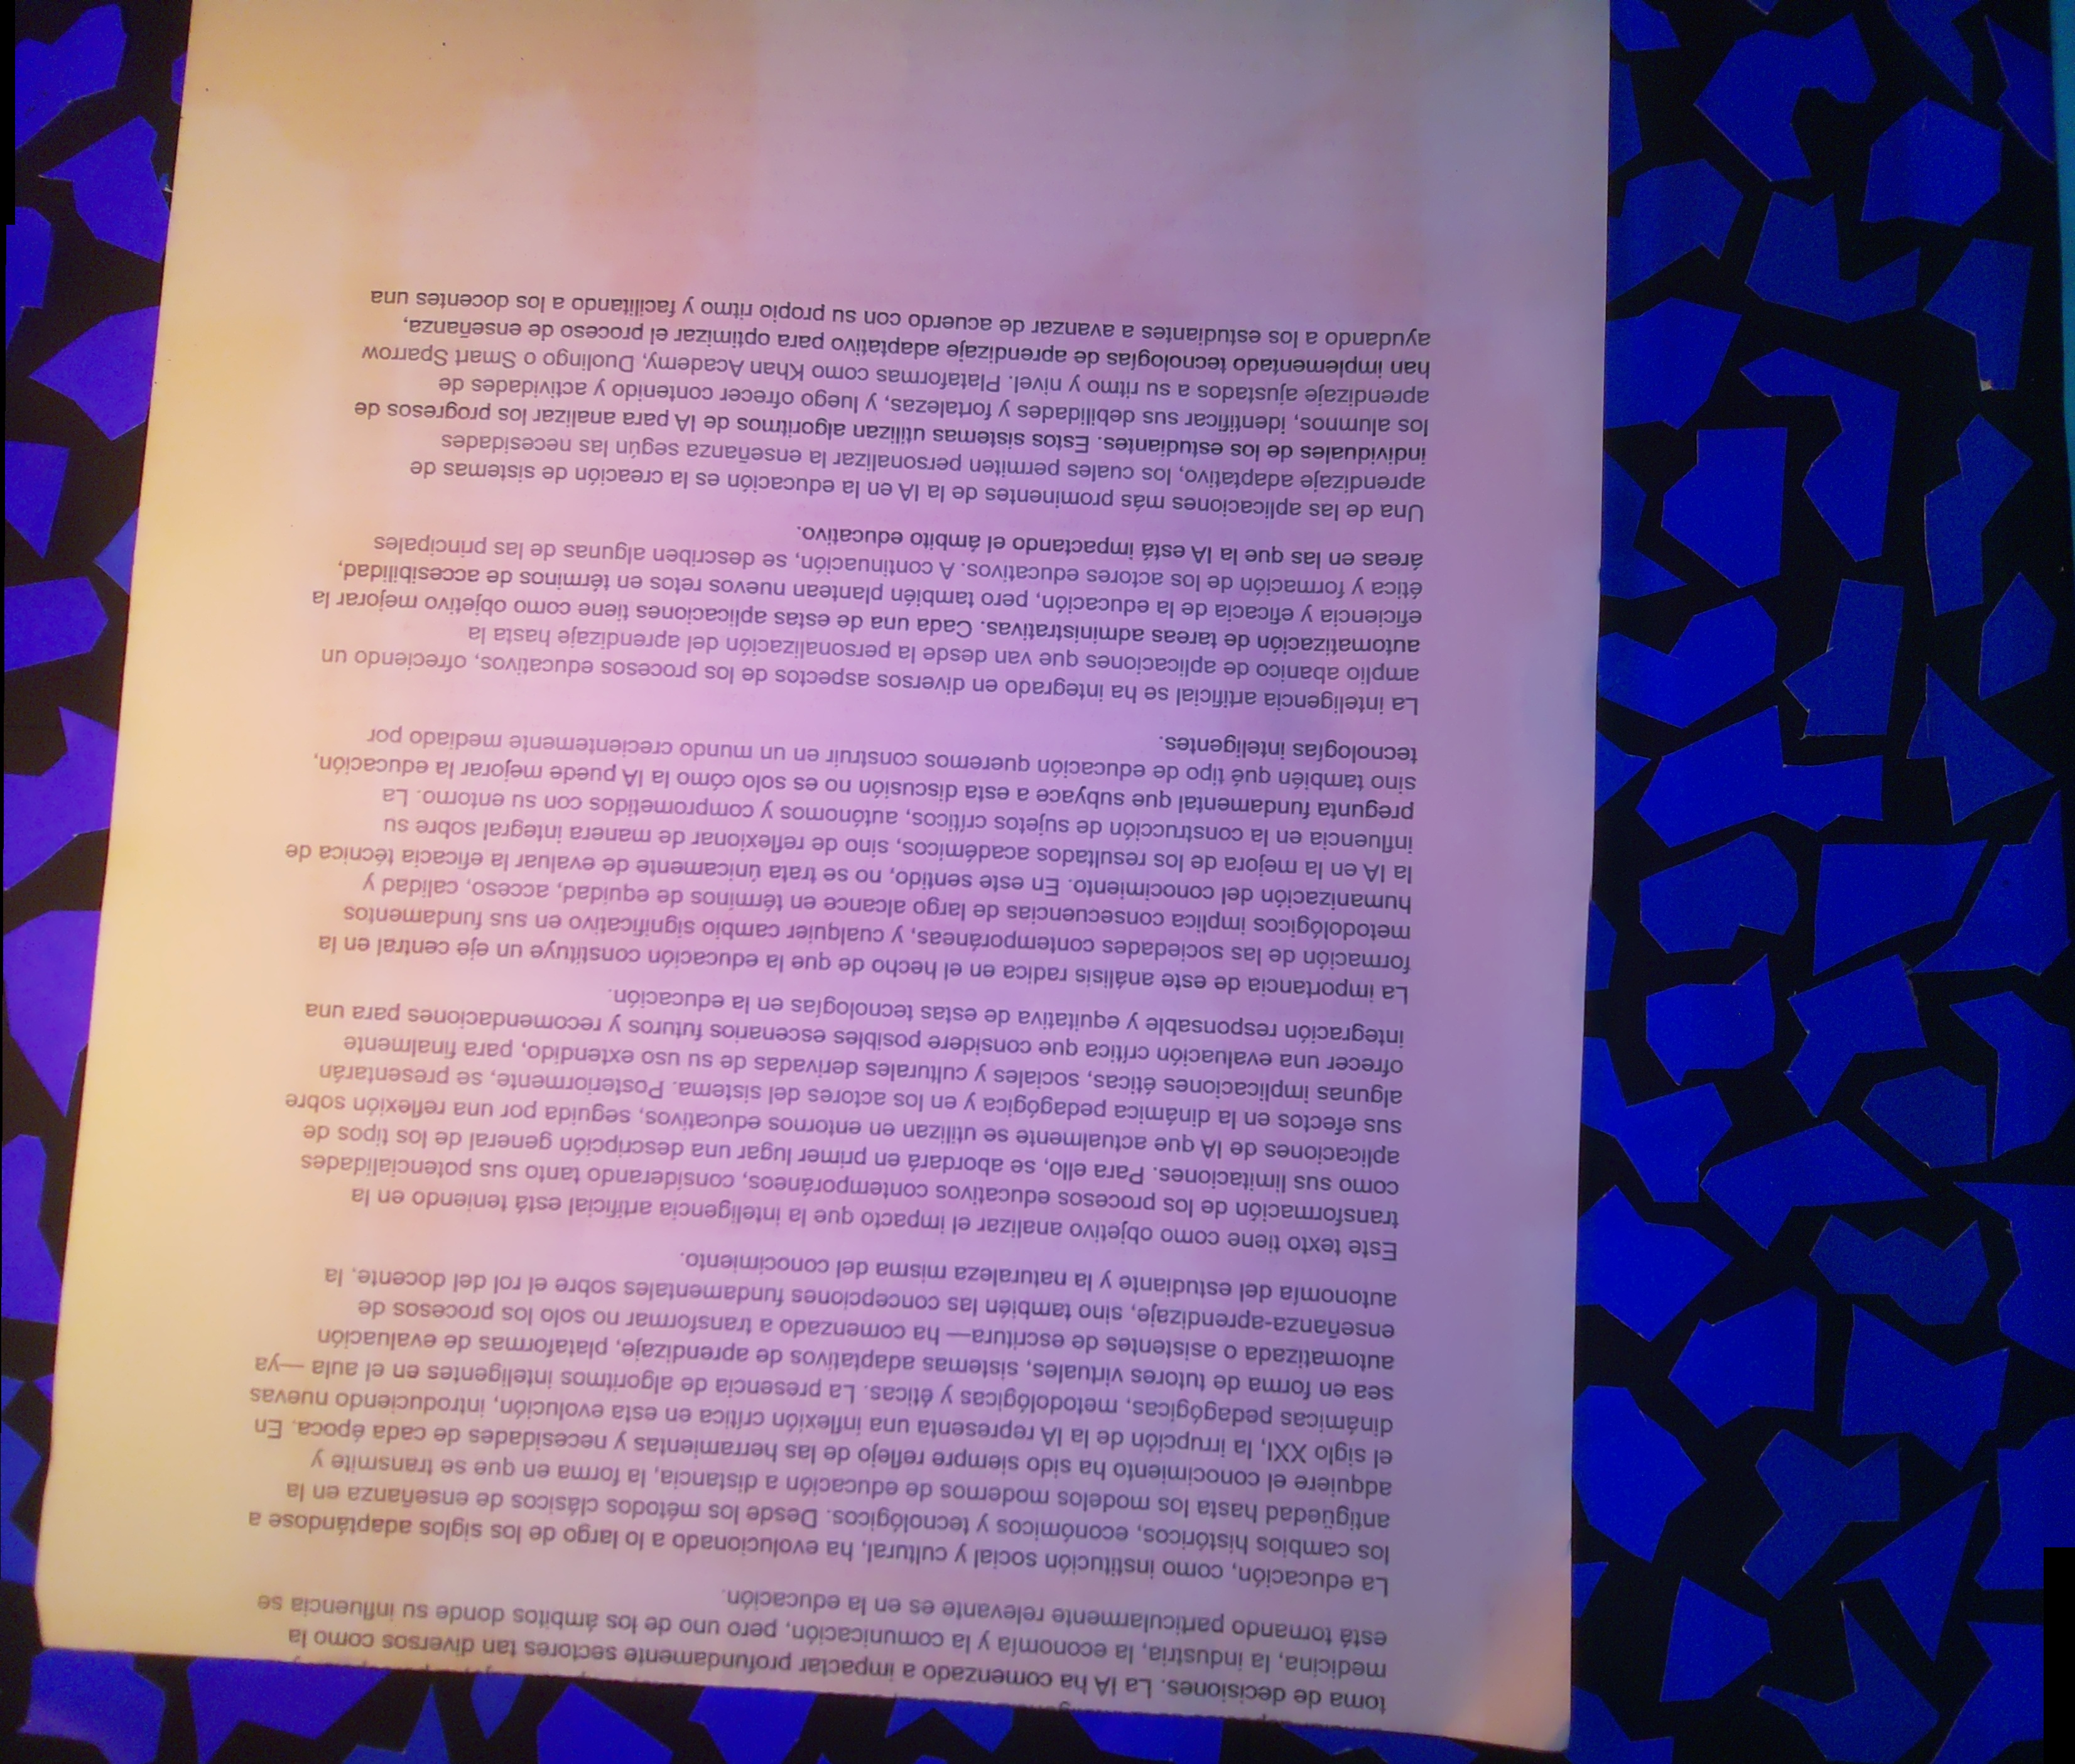 toma de decisiones. La IA ha comenzado a impactar profundamente sectores tan diversos como la
medicina, la industria, la economía y la comunicación, pero uno de los ámbitos donde su influencia se
está tornando particularmente relevante es en la educación.
La educación, como institución social y cultural, ha evolucionado a lo largo de los siglos adaptándose a
los cambios históricos, económicos y tecnológicos. Desde los métodos clásicos de enseñanza en la
antigüedad hasta los modelos modernos de educación a distancia, la forma en que se transmite y
adquiere el conocimiento ha sido siempre reflejo de las herramientas y necesidades de cada época. En
el siglo XXI, la irrupción de la IA representa una inflexión crítica en esta evolución, introduciendo nuevas
dinámicas pedagógicas, metodológicas y éticas. La presencia de algoritmos inteligentes en el aula —ya
sea en forma de tutores virtuales, sistemas adaptativos de aprendizaje, plataformas de evaluación
automatizada o asistentes de escritura— ha comenzado a transformar no solo los procesos de
enseñanza-aprendizaje, sino también las concepciones fundamentales sobre el rol del docente, la
autonomía del estudiante y la naturaleza misma del conocimiento.
Este texto tiene como objetivo analizar el impacto que la inteligencia artificial está teniendo en la
transformación de los procesos educativos contemporáneos, considerando tanto sus potencialidades
como sus limitaciones. Para ello, se abordará en primer lugar una descripción general de los tipos de
aplicaciones de IA que actualmente se utilizan en entornos educativos, seguida por una reflexión sobre
sus efectos en la dinámica pedagógica y en los actores del sistema. Posteriormente, se presentarán
algunas implicaciones éticas, sociales y culturales derivadas de su uso extendido, para finalmente
ofrecer una evaluación crítica que considere posibles escenarios futuros y recomendaciones para una
integración responsable y equitativa de estas tecnologías en la educación.
La importancia de este análisis radica en el hecho de que la educación constituye un eje central en la
formación de las sociedades contemporáneas, y cualquier cambio significativo en sus fundamentos
metodológicos implica consecuencias de largo alcance en términos de equidad, acceso, calidad y
humanización del conocimiento. En este sentido, no se trata únicamente de evaluar la eficacia técnica de
la IA en la mejora de los resultados académicos, sino de reflexionar de manera integral sobre su
influencia en la construcción de sujetos críticos, autónomos y comprometidos con su entorno. La
pregunta fundamental que subyace a esta discusión no es solo cómo la IA puede mejorar la educación,
sino también qué tipo de educación queremos construir en un mundo crecientemente mediado por
tecnologías inteligentes.
La inteligencia artificial se ha integrado en diversos aspectos de los procesos educativos, ofreciendo un
amplio abanico de aplicaciones que van desde la personalización del aprendizaje hasta la
automatización de tareas administrativas. Cada una de estas aplicaciones tiene como objetivo mejorar la
eficiencia y eficacia de la educación, pero también plantean nuevos retos en términos de accesibilidad,
ética y formación de los actores educativos. A continuación, se describen algunas de las principales
áreas en las que la IA está impactando el ámbito educativo.
Una de las aplicaciones más prominentes de la IA en la educación es la creación de sistemas de
aprendizaje adaptativo, los cuales permiten personalizar la enseñanza según las necesidades
individuales de los estudiantes. Estos sistemas utilizan algoritmos de IA para analizar los progresos de
los alumnos, identificar sus debilidades y fortalezas, y luego ofrecer contenido y actividades de
aprendizaje ajustados a su ritmo y nivel. Plataformas como Khan Academy, Duolingo o Smart Sparrow
han implementado tecnologías de aprendizaje adaptativo para optimizar el proceso de enseñanza,
ayudando a los estudiantes a avanzar de acuerdo con su propio ritmo y facilitando a los docentes una